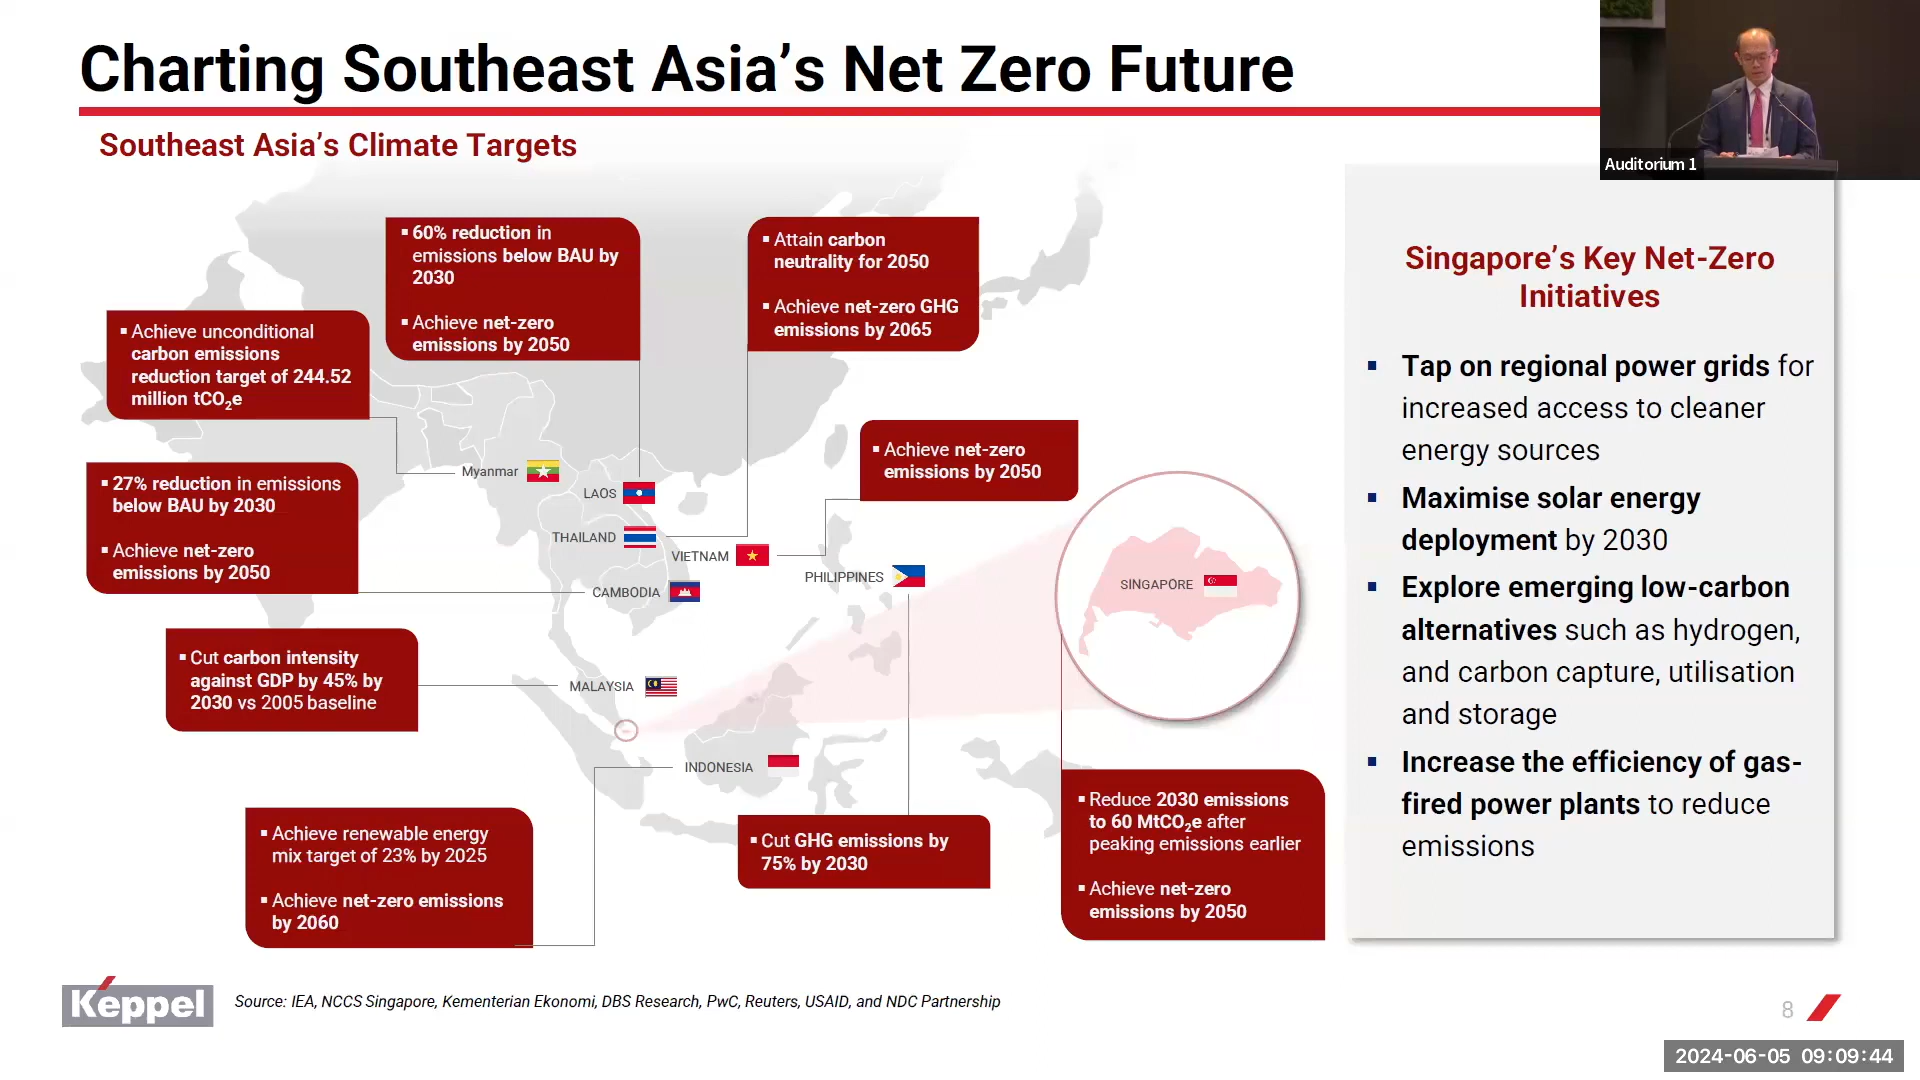 Charting Southeast Asia's Net Zero Future
Auditorium 1
Southeast Asia's Climate Targets
▪ 60% reduction in
emissions below BAU by
2030
▪ Achieve net-zero
emissions by 2050
▪ Attain carbon
neutrality for 2050
▪ Achieve net-zero GHG
emissions by 2065
▪ Achieve unconditional
carbon emissions
reduction target of 244.52
million tCO₂e
▪ Achieve net-zero
emissions by 2050
▪ 27% reduction in emissions
below BAU by 2030
▪ Achieve net-zero
emissions by 2050
Myanmar
LAOS
THAILAND
VIETNAM
PHILIPPINES
CAMBODIA
SINGAPORE
▪ Cut carbon intensity
against GDP by 45% by
2030 vs 2005 baseline
MALAYSIA
INDONESIA
▪ Achieve renewable energy
mix target of 23% by 2025
▪ Achieve net-zero emissions
by 2060
▪ Cut GHG emissions by
75% by 2030
▪ Reduce 2030 emissions
to 60 MtCO₂e after
peaking emissions earlier
▪ Achieve net-zero
emissions by 2050
Singapore's Key Net-Zero
Initiatives
▪ Tap on regional power grids for
increased access to cleaner
energy sources
▪ Maximise solar energy
deployment by 2030
▪ Explore emerging low-carbon
alternatives such as hydrogen,
and carbon capture, utilisation
and storage
▪ Increase the efficiency of gas-
fired power plants to reduce
emissions
Keppel
Source: IEA, NCCS Singapore, Kementerian Ekonomi, DBS Research, PwC, Reuters, USAID, and NDC Partnership
8
2024-06-05 09:09:44